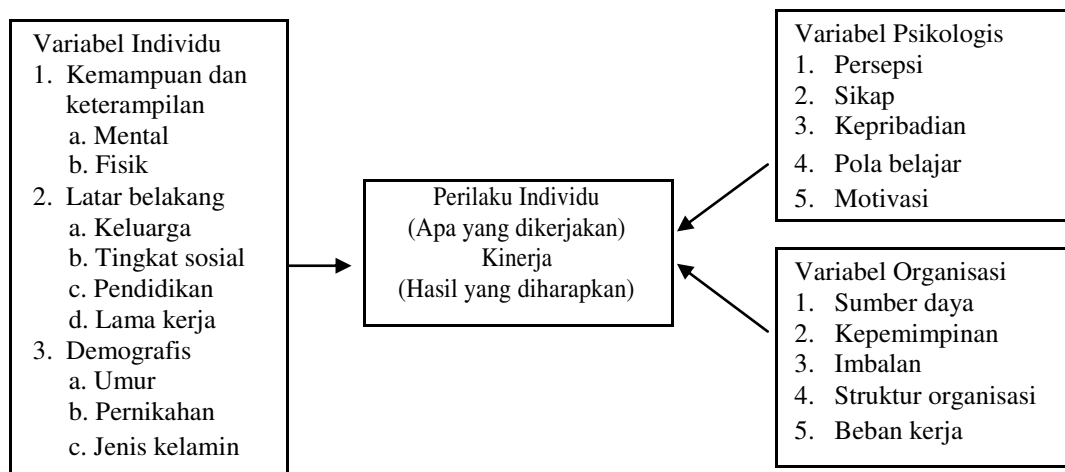 Variabel Individu
1. Kemampuan dan
keterampilan
a. Mental
b. Fisik
2. Latar belakang
a. Keluarga
b. Tingkat sosial
c. Pendidikan
d. Lama kerja
3. Demografis
a. Umur
b. Pernikahan
c. Jenis kelamin
Perilaku Individu
(Apa yang dikerjakan)
Kinerja
(Hasil yang diharapkan)
Variabel Psikologis
1. Persepsi
2. Sikap
3. Kepribadian
4. Pola belajar
5. Motivasi
Variabel Organisasi
1. Sumber daya
2. Kepemimpinan
3. Imbalan
4. Struktur organisasi
5. Beban kerja